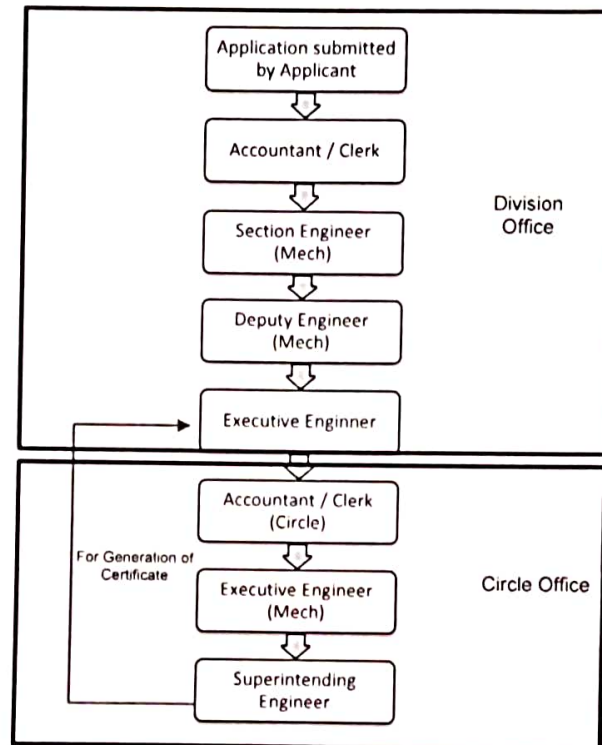 Application submitted
by Applicant
Accountant / Clerk
Section Engineer
(Mech)
Division
Office
Deputy Engineer
(Mech)
Executive Enginner
Accountant / Clerk
(Circle)
For Generation of
Certificate
Executive Engineer
(Mech)
Circle Office
Superintending
Engineer